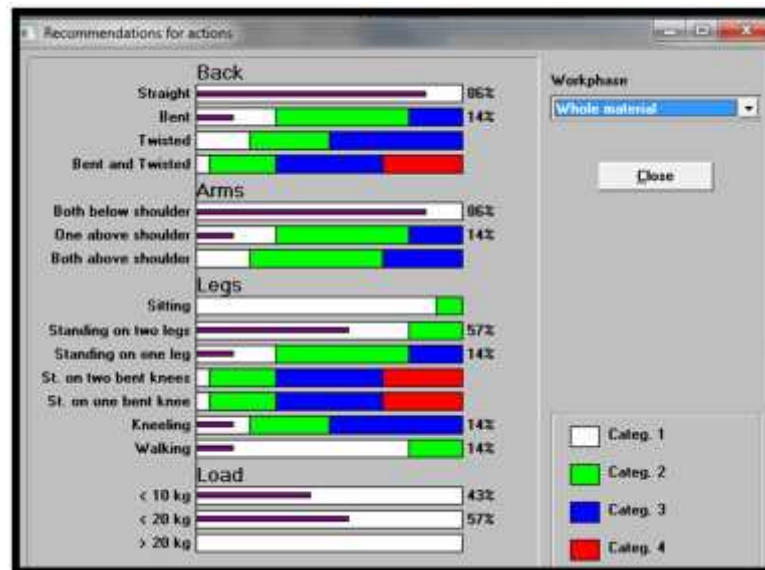 Recommendations for actions
Back
Straight 86%
Bent 14%
Twisted
Bent and Twisted
Arms
Both below shoulder 86%
One above shoulder 14%
Both above shoulder
Legs
Sitting
Standing on two legs 57%
Standing on one leg 14%
St. on two bent knees
St. on one bent knee
Kneeling 14%
Walking 14%
Load
< 10 kg 43%
< 20 kg 57%
> 20 kg
Workphase
Whole material
Close
Categ. 1
Categ. 2
Categ. 3
Categ. 4